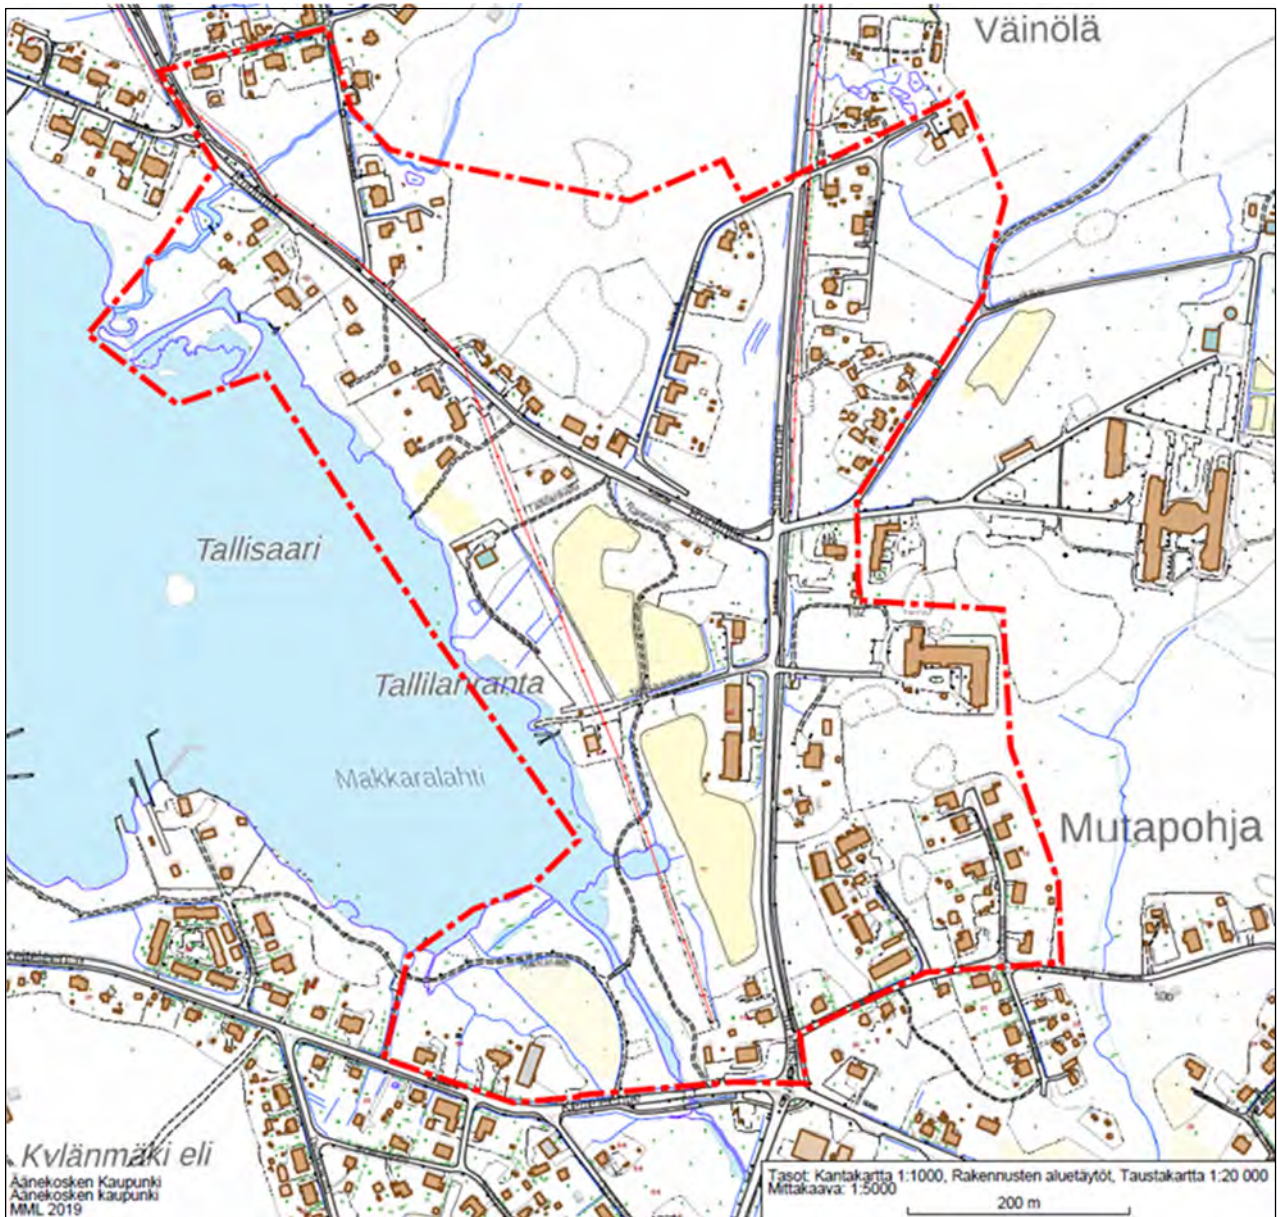 Väinölä
Tallisaari
Tallilanranta
Makkaralahti
Mutapohja
Kylänmäki eli
Äänekosken Kaupunki
Äänekosken kaupunki
MML 2019
Tasot: Kantakartta 1:1000, Rakennusten aluetäytöt, Taustakartta 1:20 000
Mittakaava: 1:5000
200 m